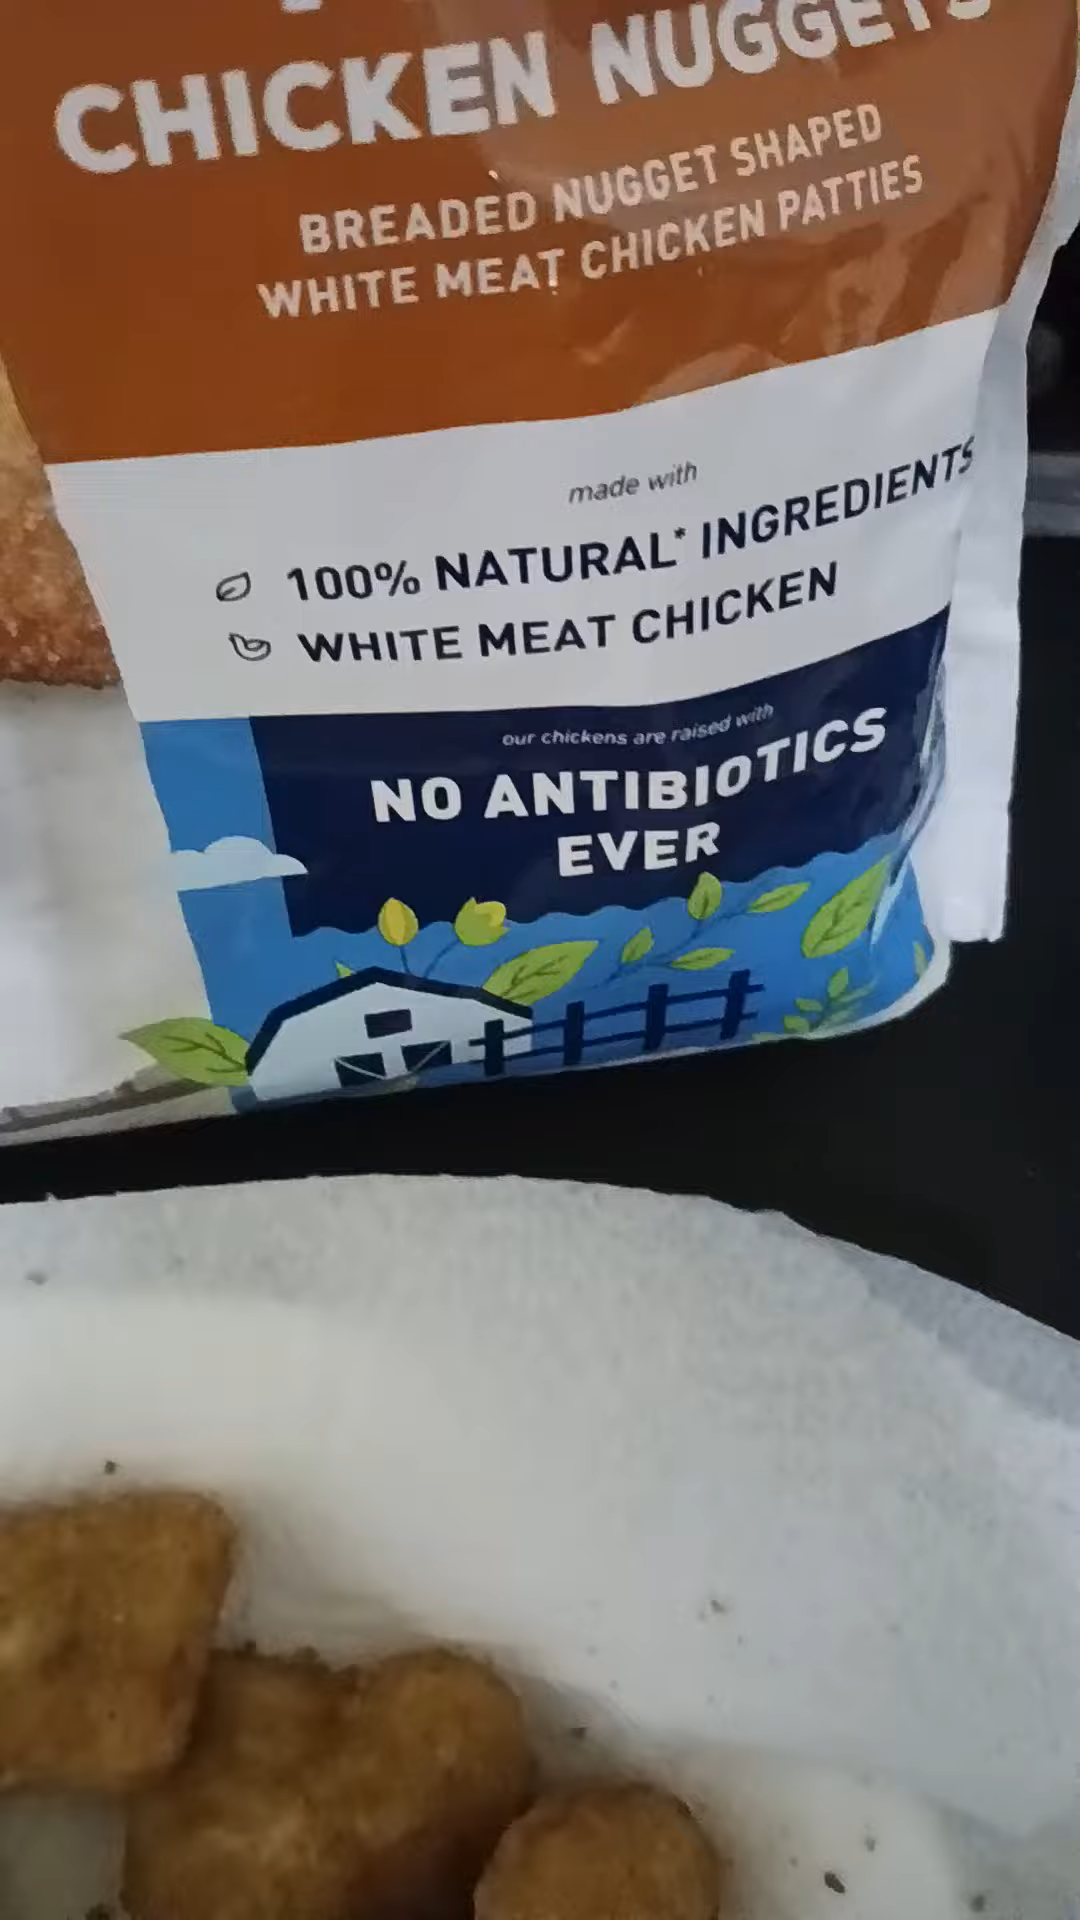 CHICKEN NUGGETS
BREADED NUGGET SHAPED
WHITE MEAT CHICKEN PATTIES
made with
100% NATURAL* INGREDIENTS
WHITE MEAT CHICKEN
our chickens are raised with
NO ANTIBIOTICS
EVER